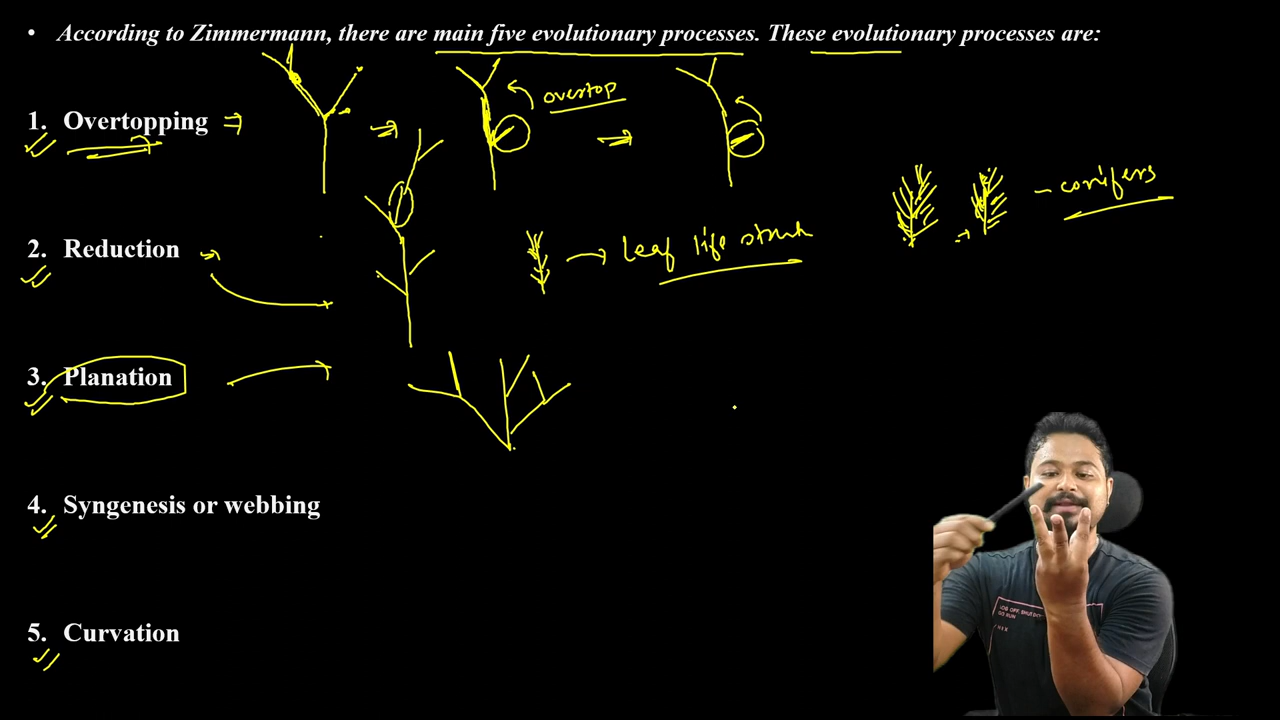 • According to Zimmermann, there are main five evolutionary processes. These evolutionary processes are:
overtop
1. Overtopping
conifers
2. Reduction
leaf life
3. Planation
4. Syngenesis or webbing
5. Curvation